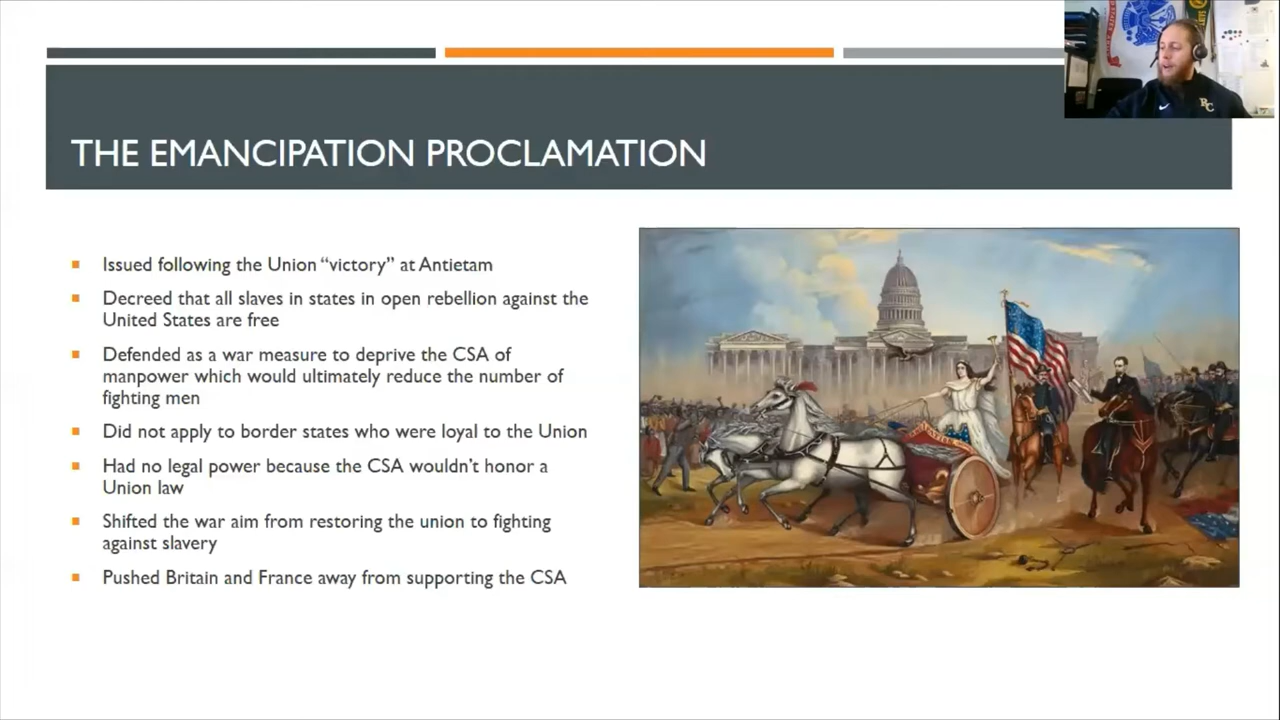 THE EMANCIPATION PROCLAMATION
Issued following the Union “victory” at Antietam
Decreed that all slaves in states in open rebellion against the
United States are free
Defended as a war measure to deprive the CSA of
manpower which would ultimately reduce the number of
fighting men
Did not apply to border states who were loyal to the Union
Had no legal power because the CSA wouldn’t honor a
Union law
Shifted the war aim from restoring the union to fighting
against slavery
Pushed Britain and France away from supporting the CSA